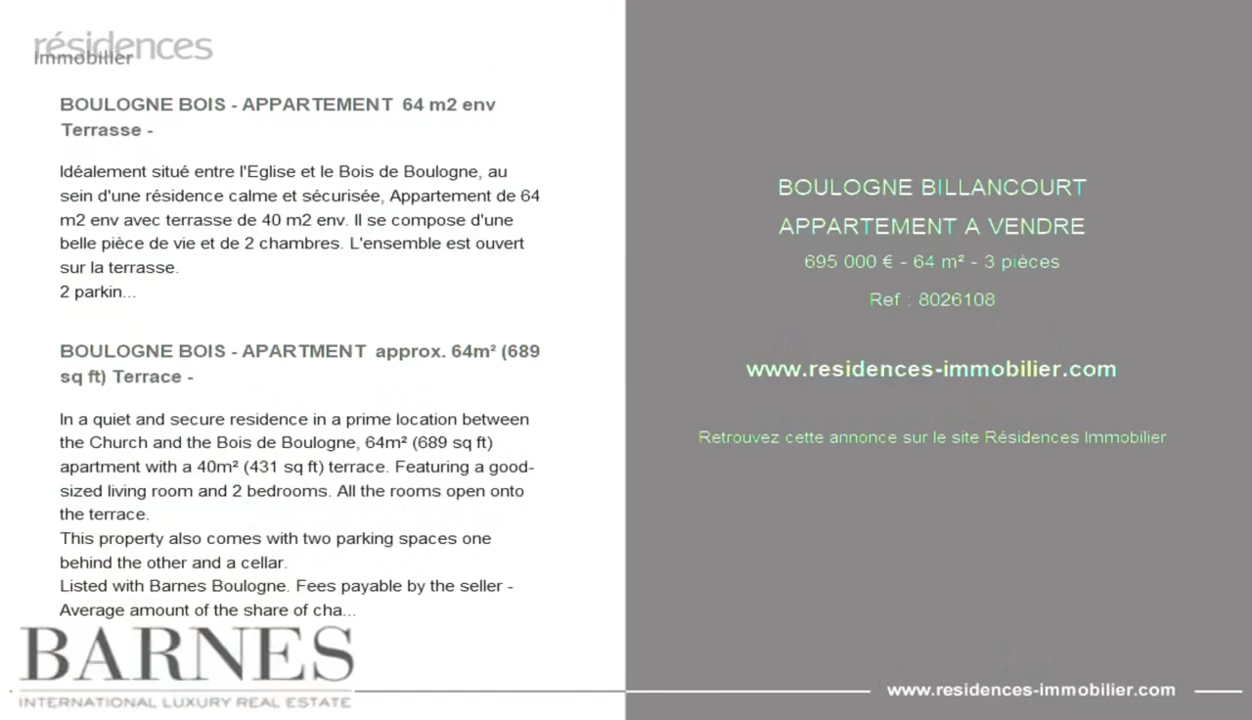 résidences
immobilier
BOULOGNE BOIS - APPARTEMENT 64 m2 env
Terrasse -
Idéalement situé entre l'Eglise et le Bois de Boulogne, au
sein d'une résidence calme et sécurisée, Appartement de 64
m2 env avec terrasse de 40 m2 env. Il se compose d'une
belle pièce de vie et de 2 chambres. L'ensemble est ouvert
sur la terrasse.
2 parkin...
BOULOGNE BOIS - APARTMENT approx. 64m² (689
sq ft) Terrace -
In a quiet and secure residence in a prime location between
the Church and the Bois de Boulogne, 64m² (689 sq ft)
apartment with a 40m² (431 sq ft) terrace. Featuring a good-
sized living room and 2 bedrooms. All the rooms open onto
the terrace.
This property also comes with two parking spaces one
behind the other and a cellar.
Listed with Barnes Boulogne. Fees payable by the seller -
Average amount of the share of cha...
BARNES
INTERNATIONAL LUXURY REAL ESTATE
BOULOGNE BILLANCOURT
APPARTEMENT A VENDRE
695 000 € - 64 m² - 3 pièces
Ref : 8026108
www.residences-immobilier.com
Retrouvez cette annonce sur le site Résidences Immobilier
www.residences-immobilier.com